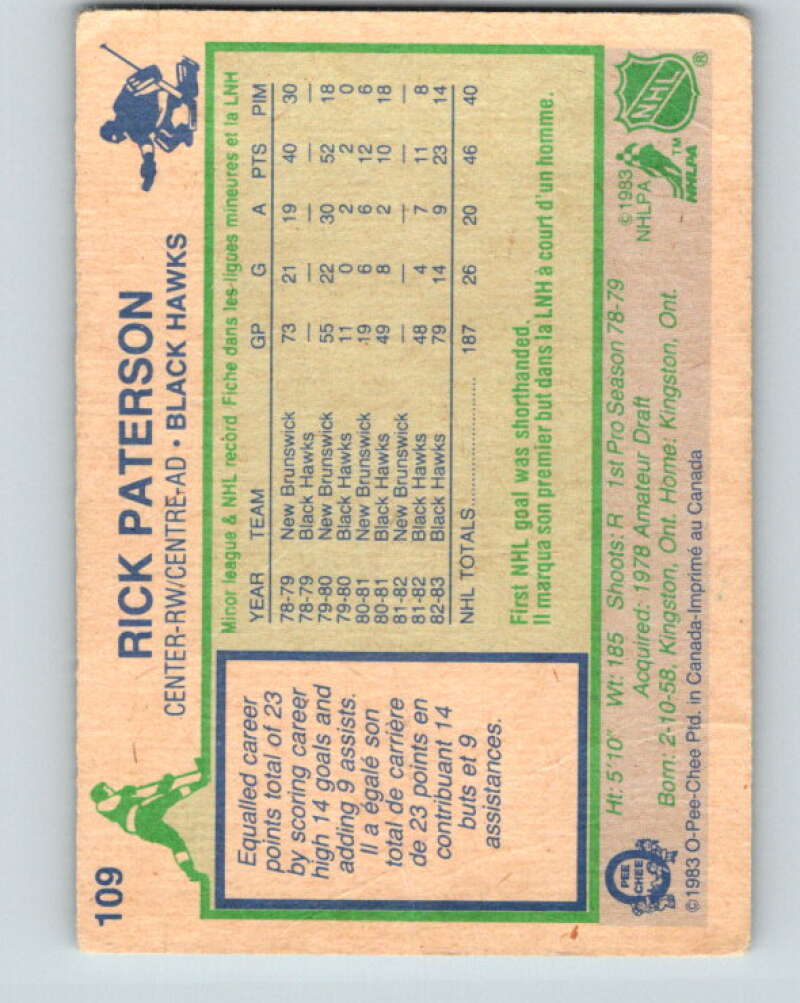 109
RICK PATERSON
CENTER-RW/CENTRE-AD • BLACK HAWKS
Equalled career
points total of 23
by scoring career
high 14 goals and
adding 9 assists.
Il a égalé son
total de carrière
de 23 points en
contribuant 14
buts et 9
assistances.
Minor league & NHL record Fiche dans les ligues mineures et la LNH
YEAR TEAM GP G A PTS PIM
78-79 New Brunswick 73 21 19 40 30
78-79 Black Hawks — — — — —
79-80 New Brunswick 55 22 30 52 18
79-80 Black Hawks 11 0 2 2 0
80-81 New Brunswick 19 6 6 12 6
80-81 Black Hawks 49 8 2 10 18
81-82 New Brunswick — — — — —
81-82 Black Hawks 48 4 7 11 8
82-83 Black Hawks 79 14 9 23 14
NHL TOTALS.................... 187 26 20 46 40
First NHL goal was shorthanded.
Il marqua son premier but dans la LNH à court d'un homme.
Ht: 5'10" Wt: 185 Shoots: R 1st Pro Season 78-79
Acquired: 1978 Amateur Draft
Born: 2-10-58, Kingston, Ont. Home: Kingston, Ont.
© 1983 O-Pee-Chee Ptd. in Canada-Imprimé au Canada
O
PEE
CHEE
© 1983
NHLPA
NHLPA
TM
NHL
®